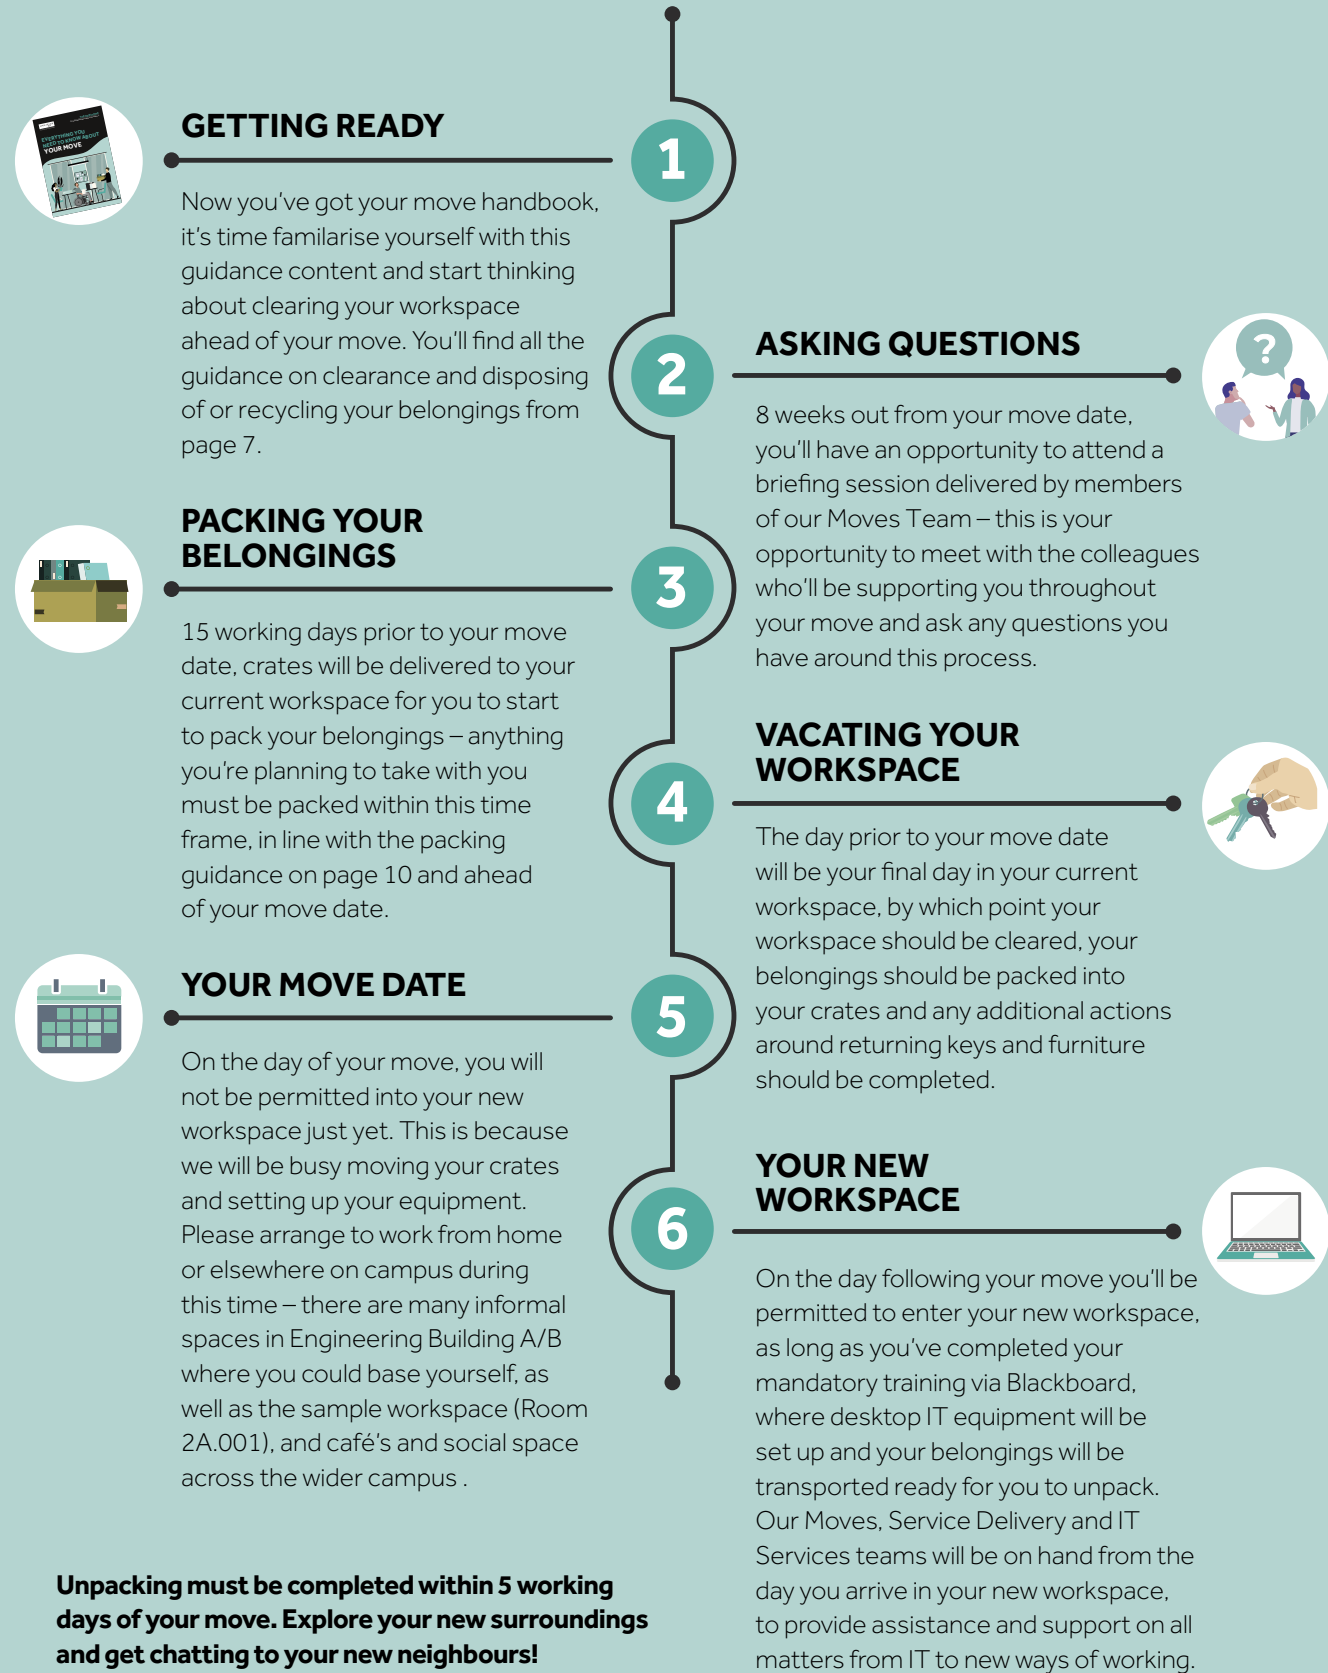 1
GETTING READY
EVERYTHING YOU
NEED TO KNOW ABOUT
YOUR MOVE
Now you've got your move handbook,
it's time familarise yourself with this
guidance content and start thinking
about clearing your workspace
ahead of your move. You'll find all the
guidance on clearance and disposing
of or recycling your belongings from
page 7.
2
ASKING QUESTIONS
?
8 weeks out from your move date,
you'll have an opportunity to attend a
briefing session delivered by members
of our Moves Team – this is your
opportunity to meet with the colleagues
who'll be supporting you throughout
your move and ask any questions you
have around this process.
3
PACKING YOUR
BELONGINGS
15 working days prior to your move
date, crates will be delivered to your
current workspace for you to start
to pack your belongings – anything
you're planning to take with you
must be packed within this time
frame, in line with the packing
guidance on page 10 and ahead
of your move date.
4
VACATING YOUR
WORKSPACE
The day prior to your move date
will be your final day in your current
workspace, by which point your
workspace should be cleared, your
belongings should be packed into
your crates and any additional actions
around returning keys and furniture
should be completed.
5
YOUR MOVE DATE
On the day of your move, you will
not be permitted into your new
workspace just yet. This is because
we will be busy moving your crates
and setting up your equipment.
Please arrange to work from home
or elsewhere on campus during
this time – there are many informal
spaces in Engineering Building A/B
where you could base yourself, as
well as the sample workspace (Room
2A.001), and café's and social space
across the wider campus .
6
YOUR NEW
WORKSPACE
On the day following your move you'll be
permitted to enter your new workspace,
as long as you've completed your
mandatory training via Blackboard,
where desktop IT equipment will be
set up and your belongings will be
transported ready for you to unpack.
Our Moves, Service Delivery and IT
Services teams will be on hand from the
day you arrive in your new workspace,
to provide assistance and support on all
matters from IT to new ways of working.
Unpacking must be completed within 5 working
days of your move. Explore your new surroundings
and get chatting to your new neighbours!